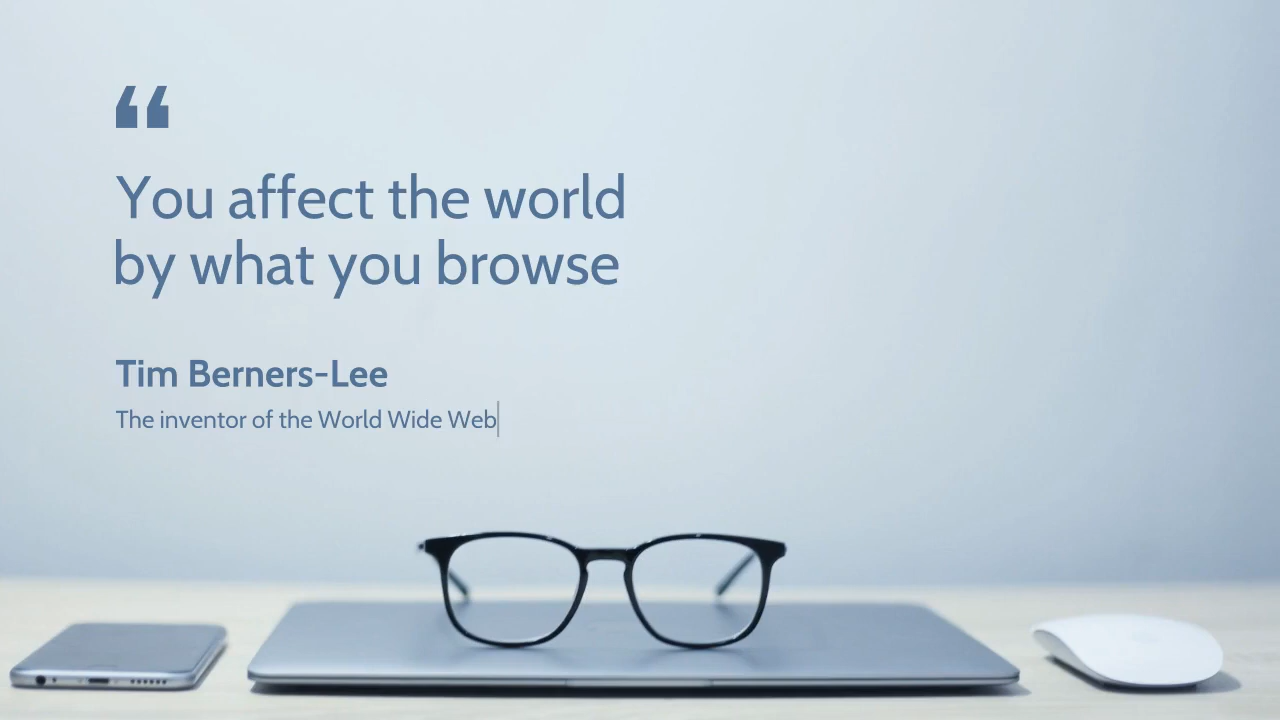 “
You affect the world
by what you browse
Tim Berners-Lee
The inventor of the World Wide Web